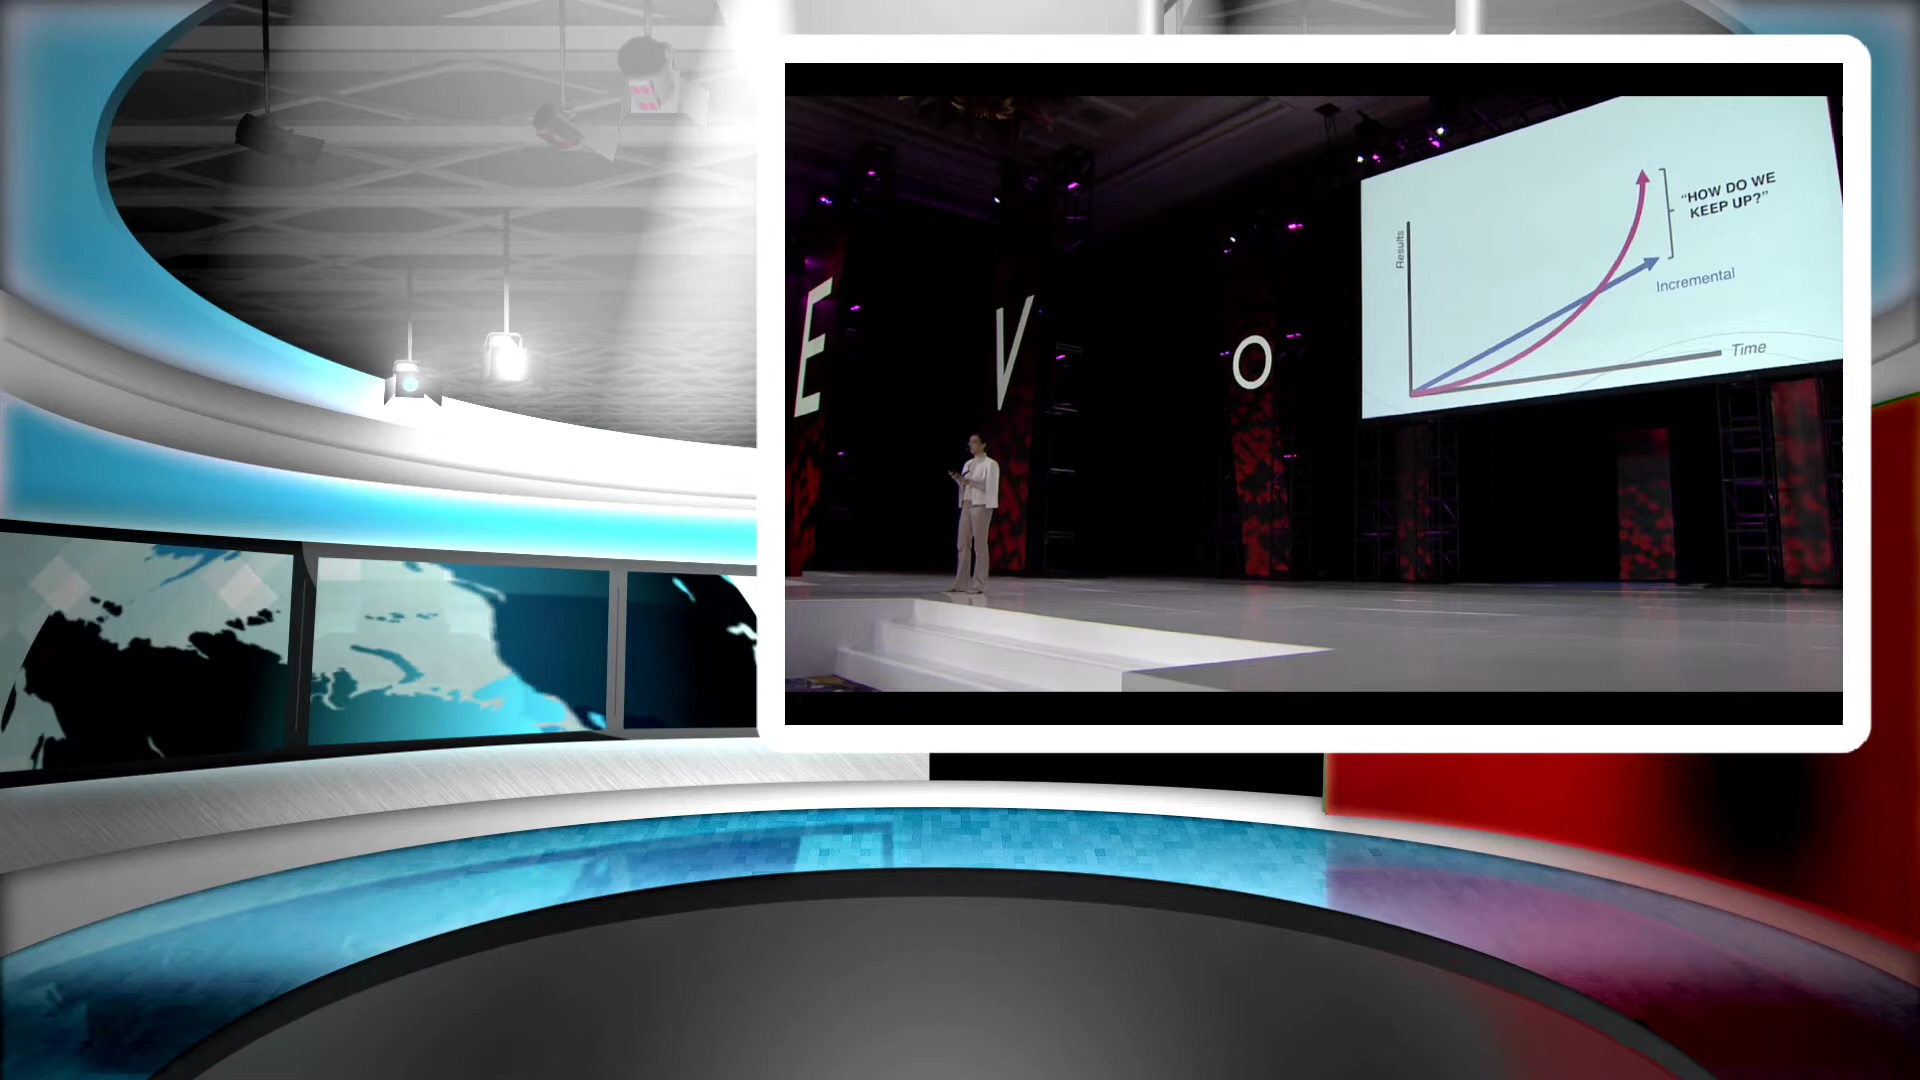 E V O
"HOW DO WE
KEEP UP?"
Results
Incremental
Time